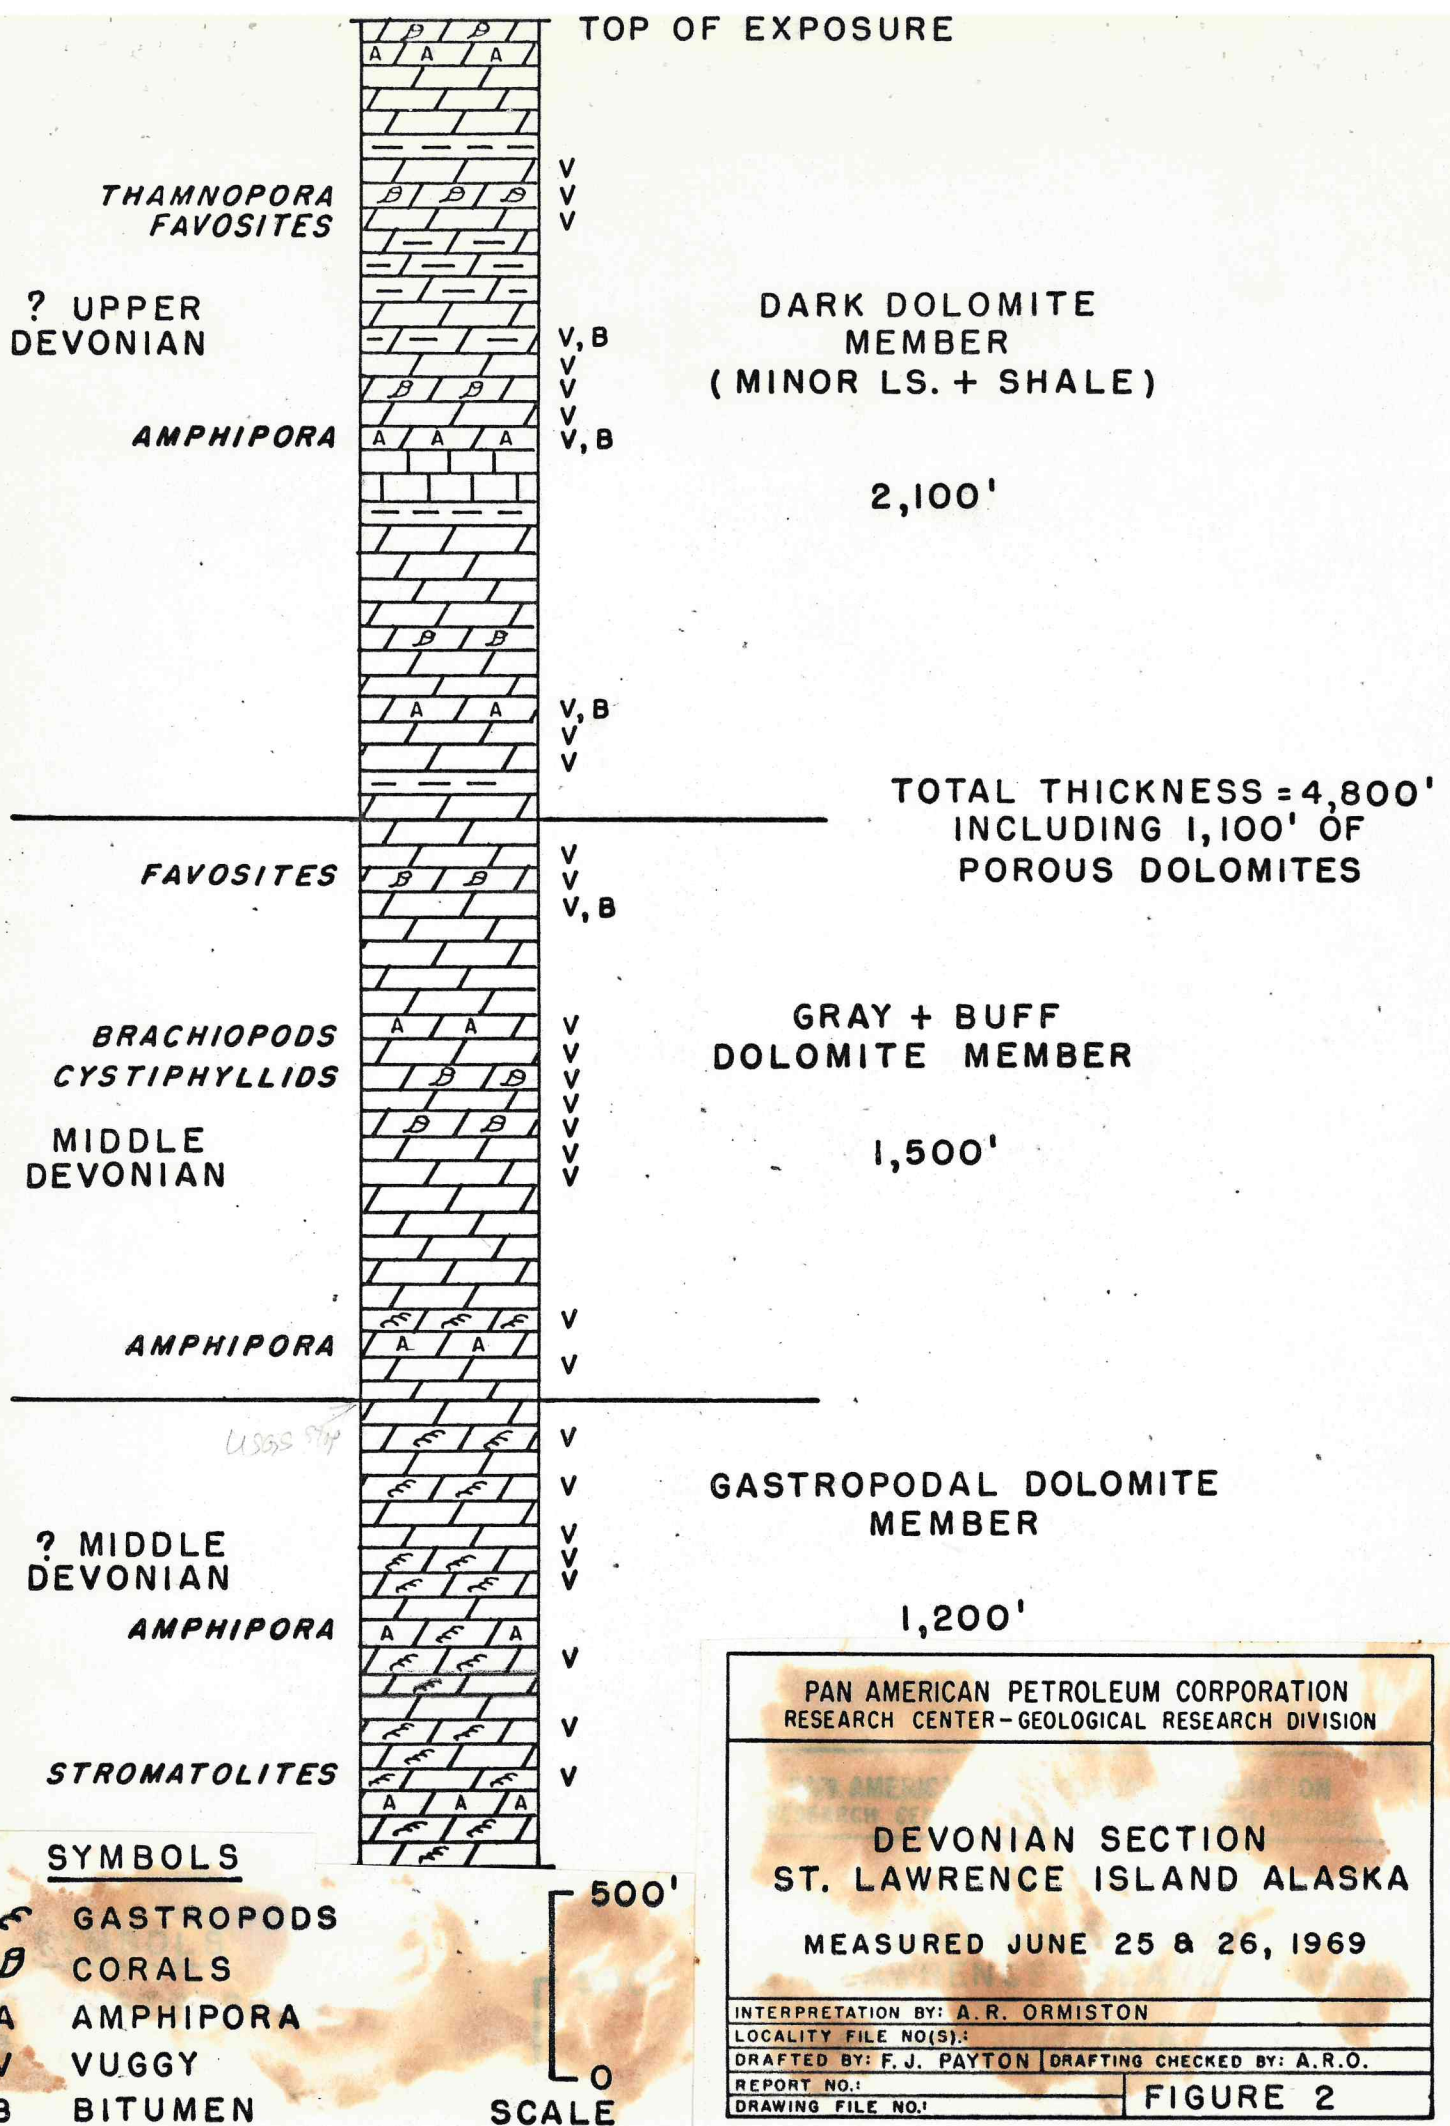 TOP OF EXPOSURE
A A A
V
THAMNOPORA V
FAVOSITES V
? UPPER
DEVONIAN
DARK DOLOMITE
MEMBER
(MINOR LS. + SHALE)
V, B
V
V
V
AMPHIPORA A A A V, B
2,100'
A A V, B
V
V
TOTAL THICKNESS = 4,800'
INCLUDING 1,100' OF
POROUS DOLOMITES
V
FAVOSITES V
V, B
BRACHIOPODS A A V
V
CYSTIPHYLLIDS V
V
V
V
V
GRAY + BUFF
DOLOMITE MEMBER
MIDDLE
DEVONIAN
1,500'
V
AMPHIPORA A A
V
USGS stop
V
V
GASTROPODAL DOLOMITE
MEMBER
V
V
V
? MIDDLE
DEVONIAN
AMPHIPORA A A
1,200'
V
V
STROMATOLITES V
A A A
SYMBOLS
GASTROPODS
CORALS
A AMPHIPORA
V VUGGY
B BITUMEN
500'
0
SCALE
PAN AMERICAN PETROLEUM CORPORATION
RESEARCH CENTER-GEOLOGICAL RESEARCH DIVISION
DEVONIAN SECTION
ST. LAWRENCE ISLAND ALASKA
MEASURED JUNE 25 & 26, 1969
INTERPRETATION BY: A.R. ORMISTON
LOCALITY FILE NO(S).:
DRAFTED BY: F.J. PAYTON DRAFTING CHECKED BY: A.R.O.
REPORT NO.:
DRAWING FILE NO.:
FIGURE 2